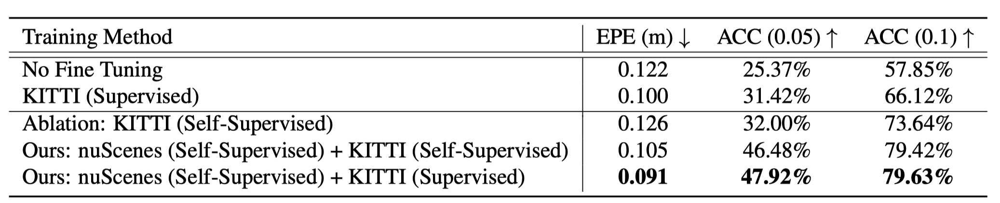 Training Method EPE (m) ↓ ACC (0.05) ↑ ACC (0.1) ↑
No Fine Tuning 0.122 25.37% 57.85%
KITTI (Supervised) 0.100 31.42% 66.12%
Ablation: KITTI (Self-Supervised) 0.126 32.00% 73.64%
Ours: nuScenes (Self-Supervised) + KITTI (Self-Supervised) 0.105 46.48% 79.42%
Ours: nuScenes (Self-Supervised) + KITTI (Supervised) 0.091 47.92% 79.63%